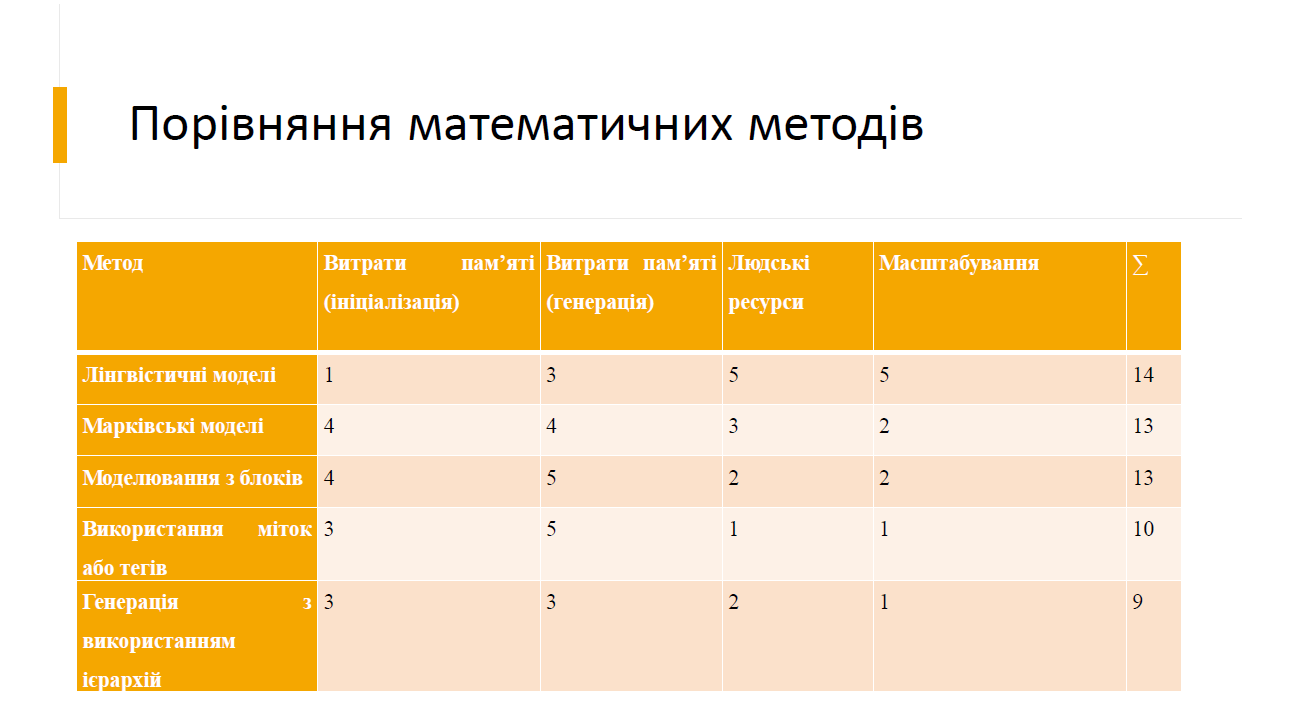 Порівняння математичних методів
Метод Витрати пам’яті (ініціалізація) Витрати пам’яті (генерація) Людські ресурси Масштабування ∑
Лінгвістичні моделі 1 3 5 5 14
Марківські моделі 4 4 3 2 13
Моделювання з блоків 4 5 2 2 13
Використання міток або тегів 3 5 1 1 10
Генерація з використанням ієрархій 3 3 2 1 9